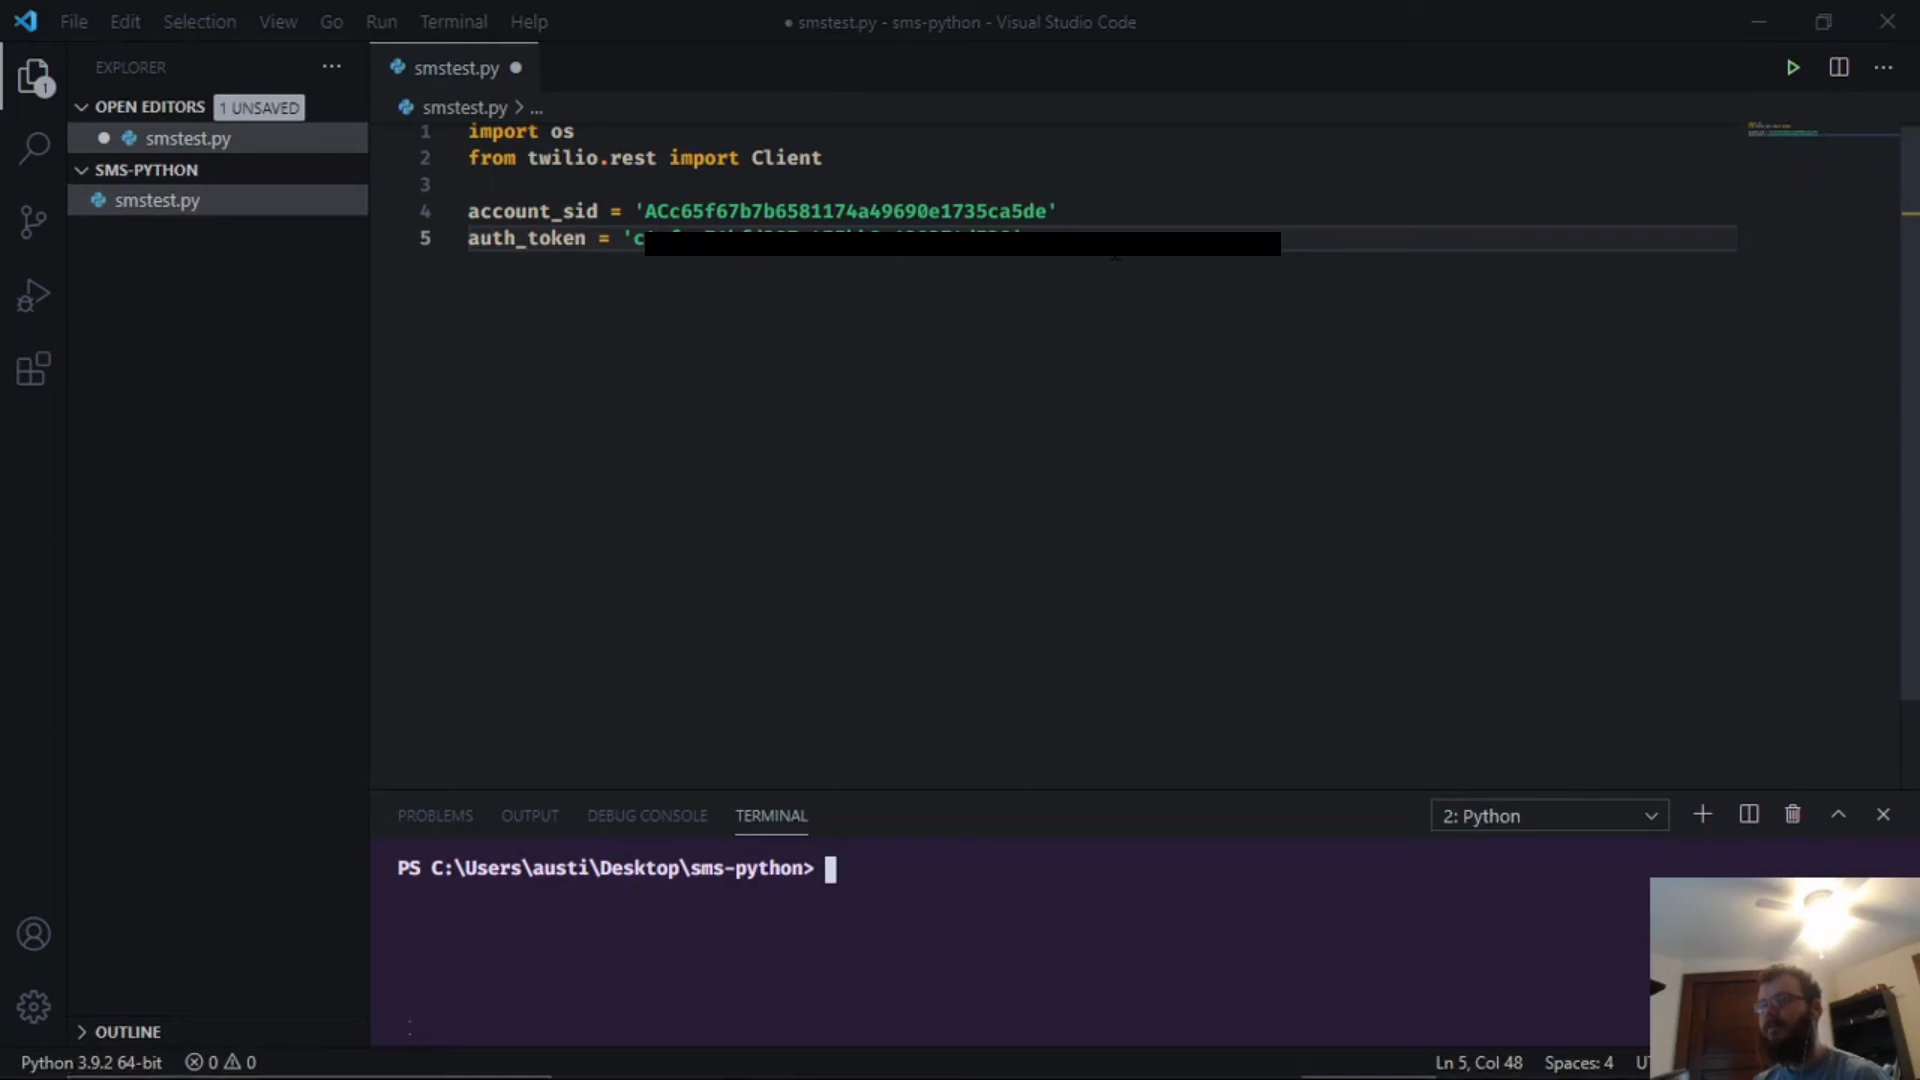 File Edit Selection View Go Run Terminal Help
● smstest.py - sms-python - Visual Studio Code
EXPLORER
1
OPEN EDITORS 1 UNSAVED
smstest.py
SMS-PYTHON
smstest.py
OUTLINE
smstest.py
smstest.py > ...
1 import os
2 from twilio.rest import Client
3
4 account_sid = 'ACc65f67b7b6581174a49690e1735ca5de'
5 auth_token = 'c
PROBLEMS OUTPUT DEBUG CONSOLE TERMINAL
2: Python
PS C:\Users\austi\Desktop\sms-python>
Python 3.9.2 64-bit 0 0
Ln 5, Col 48 Spaces: 4